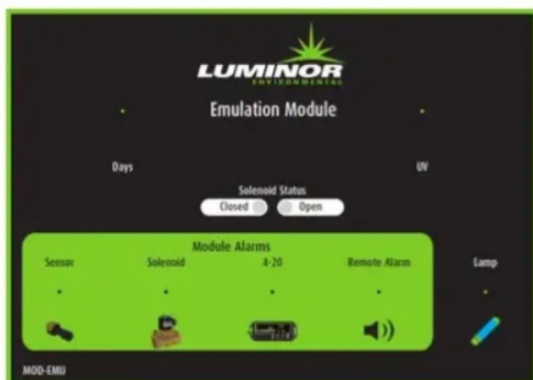 LUMINOR
ENVIRONMENTAL
Emulation Module
Days
UV
Solenoid Status
Closed
Open
Module Alarms
Sensor
Solenoid
4-20
Remote Alarm
Lamp
MOD-EMU